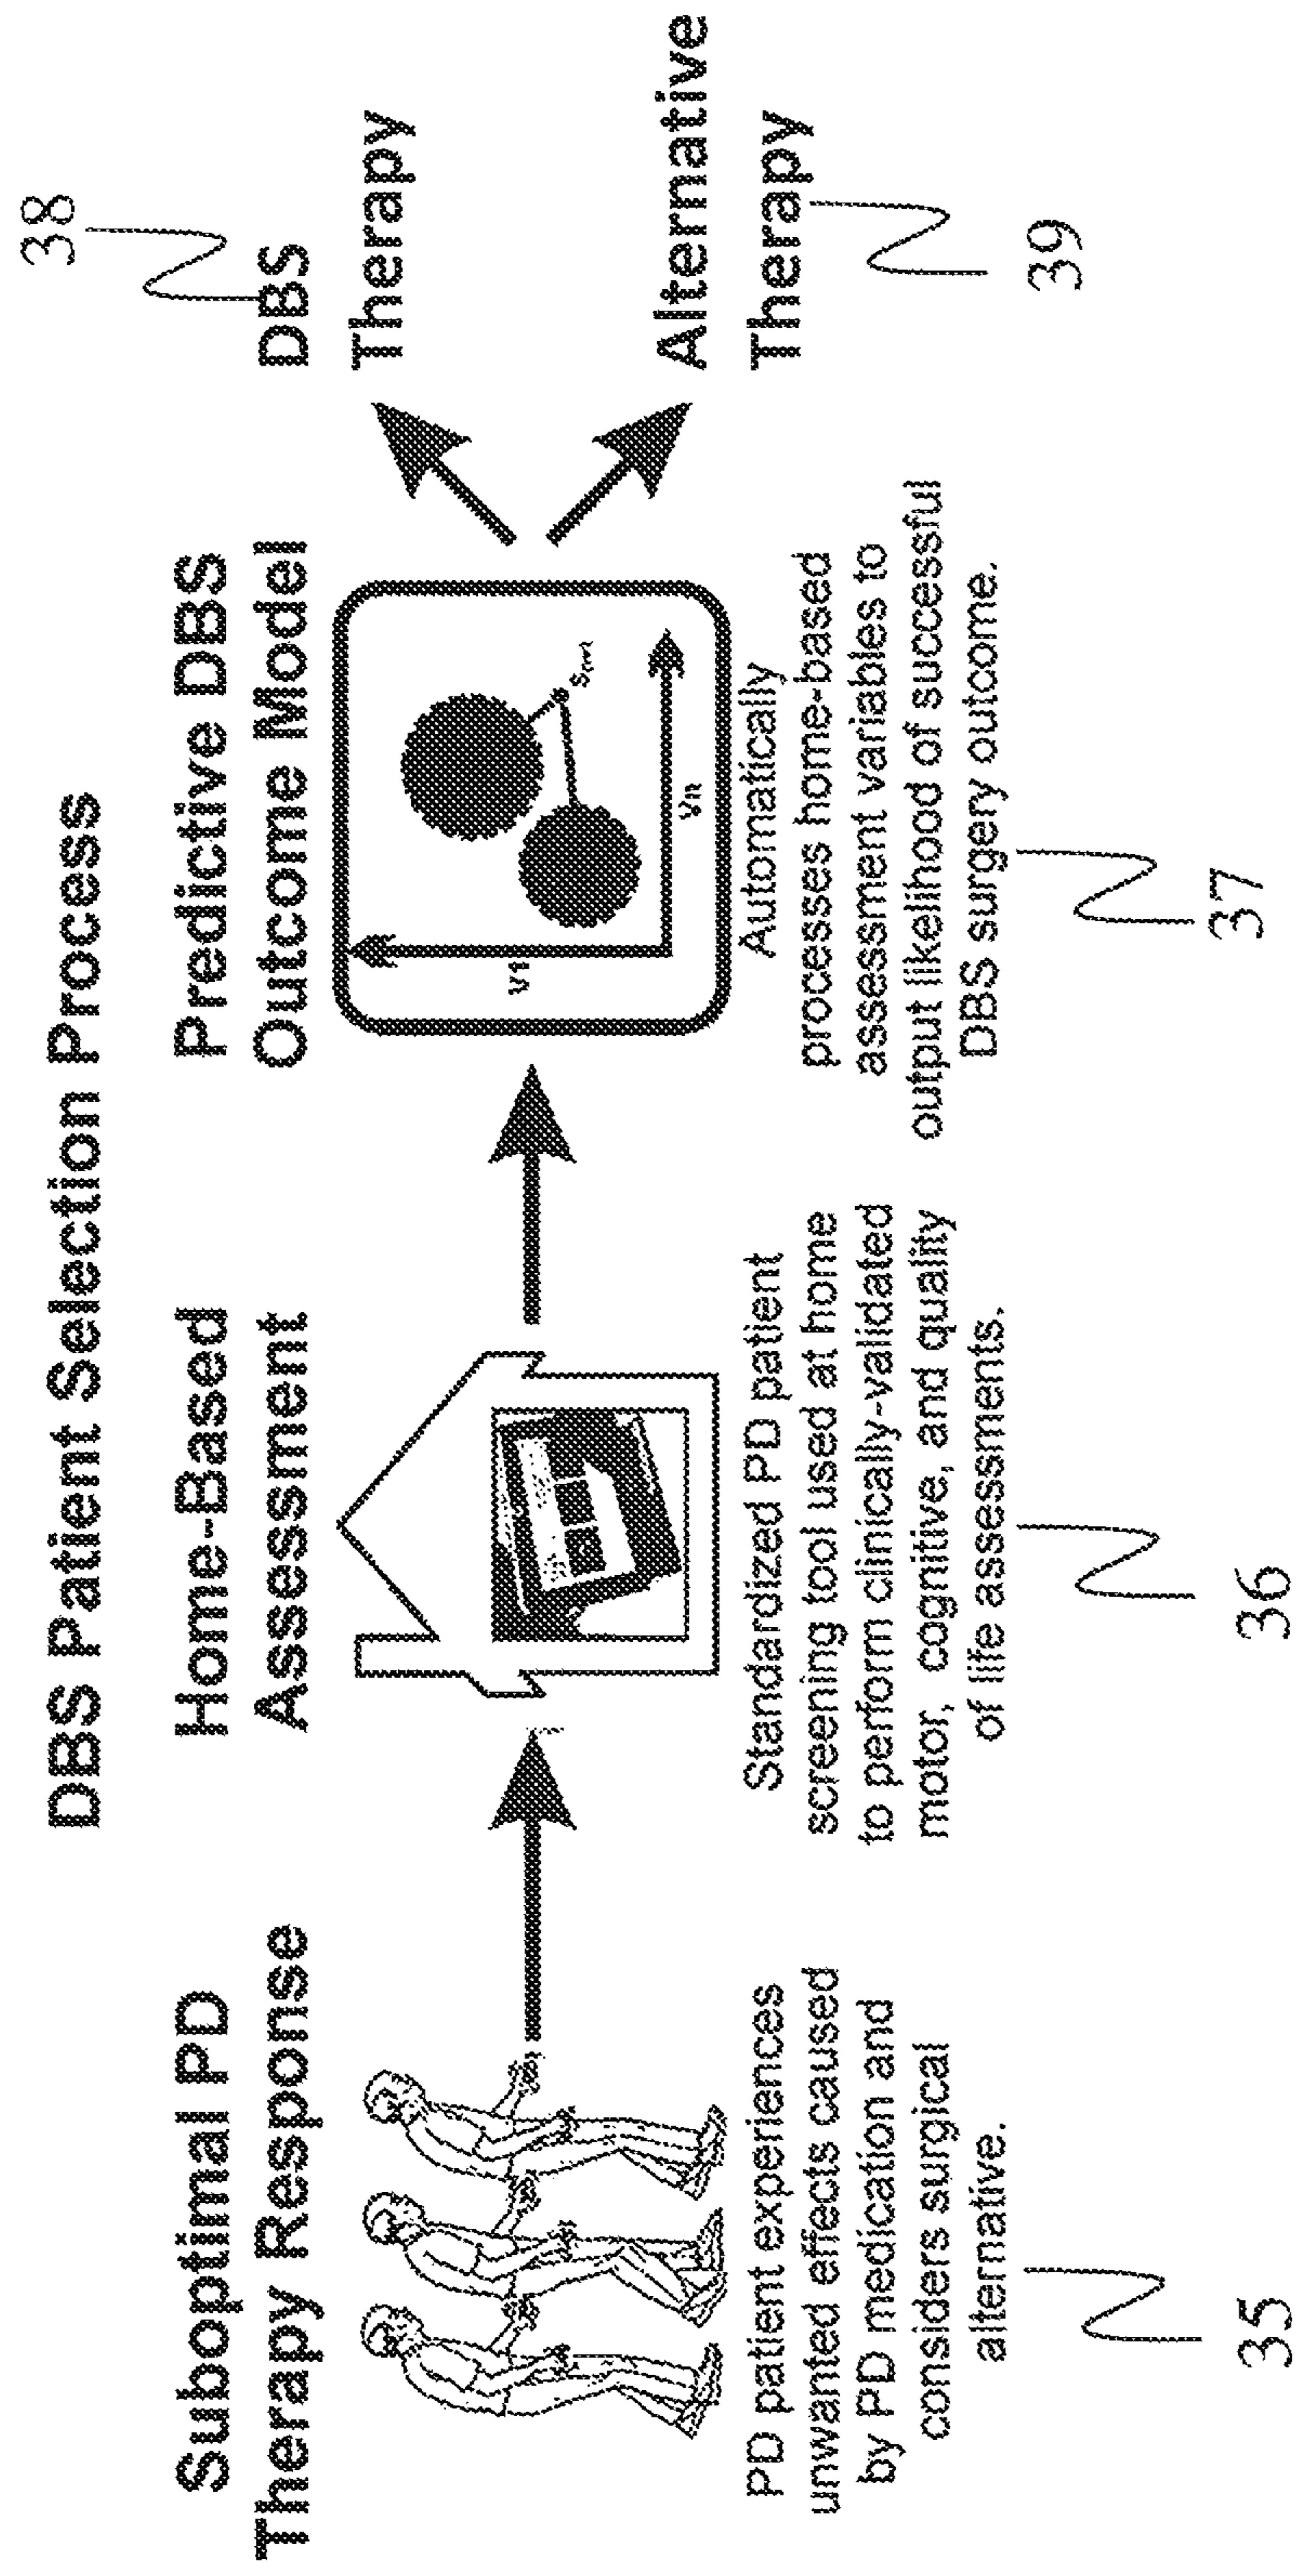 DBS Patient Selection Process
Suboptimal PD
Therapy Response
PD patient experiences
unwanted effects caused
by PD medication and
considers surgical
alternative.
35
Home-Based
Assessment
Standardized PD patient
screening tool used at home
to perform clinically-validated
motor, cognitive, and quality
of life assessments.
36
Predictive DBS
Outcome Model
V1
Vn
Automatically
processes home-based
assessment variables to
output likelihood of successful
DBS surgery outcome.
37
38
DBS
Therapy
Alternative
Therapy
39